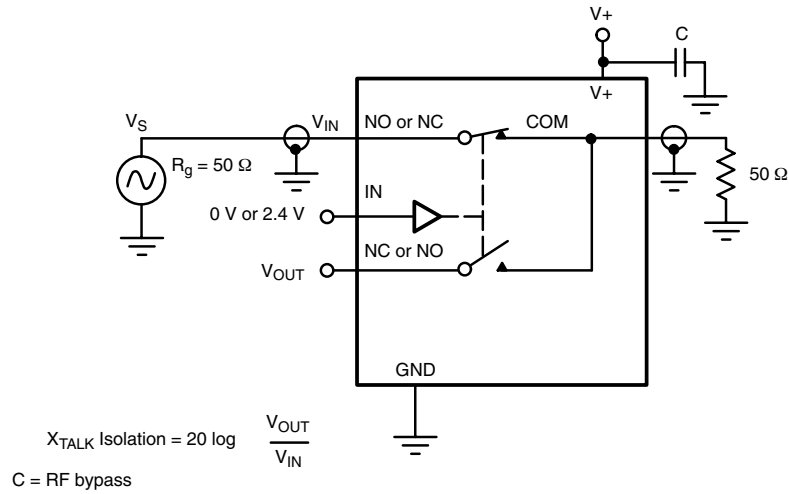 V+
C
V+
VS
VIN
NO or NC
COM
Rg = 50 Ω
50 Ω
IN
0 V or 2.4 V
NC or NO
VOUT
GND
XTALK Isolation = 20 log VOUT
VIN
C = RF bypass